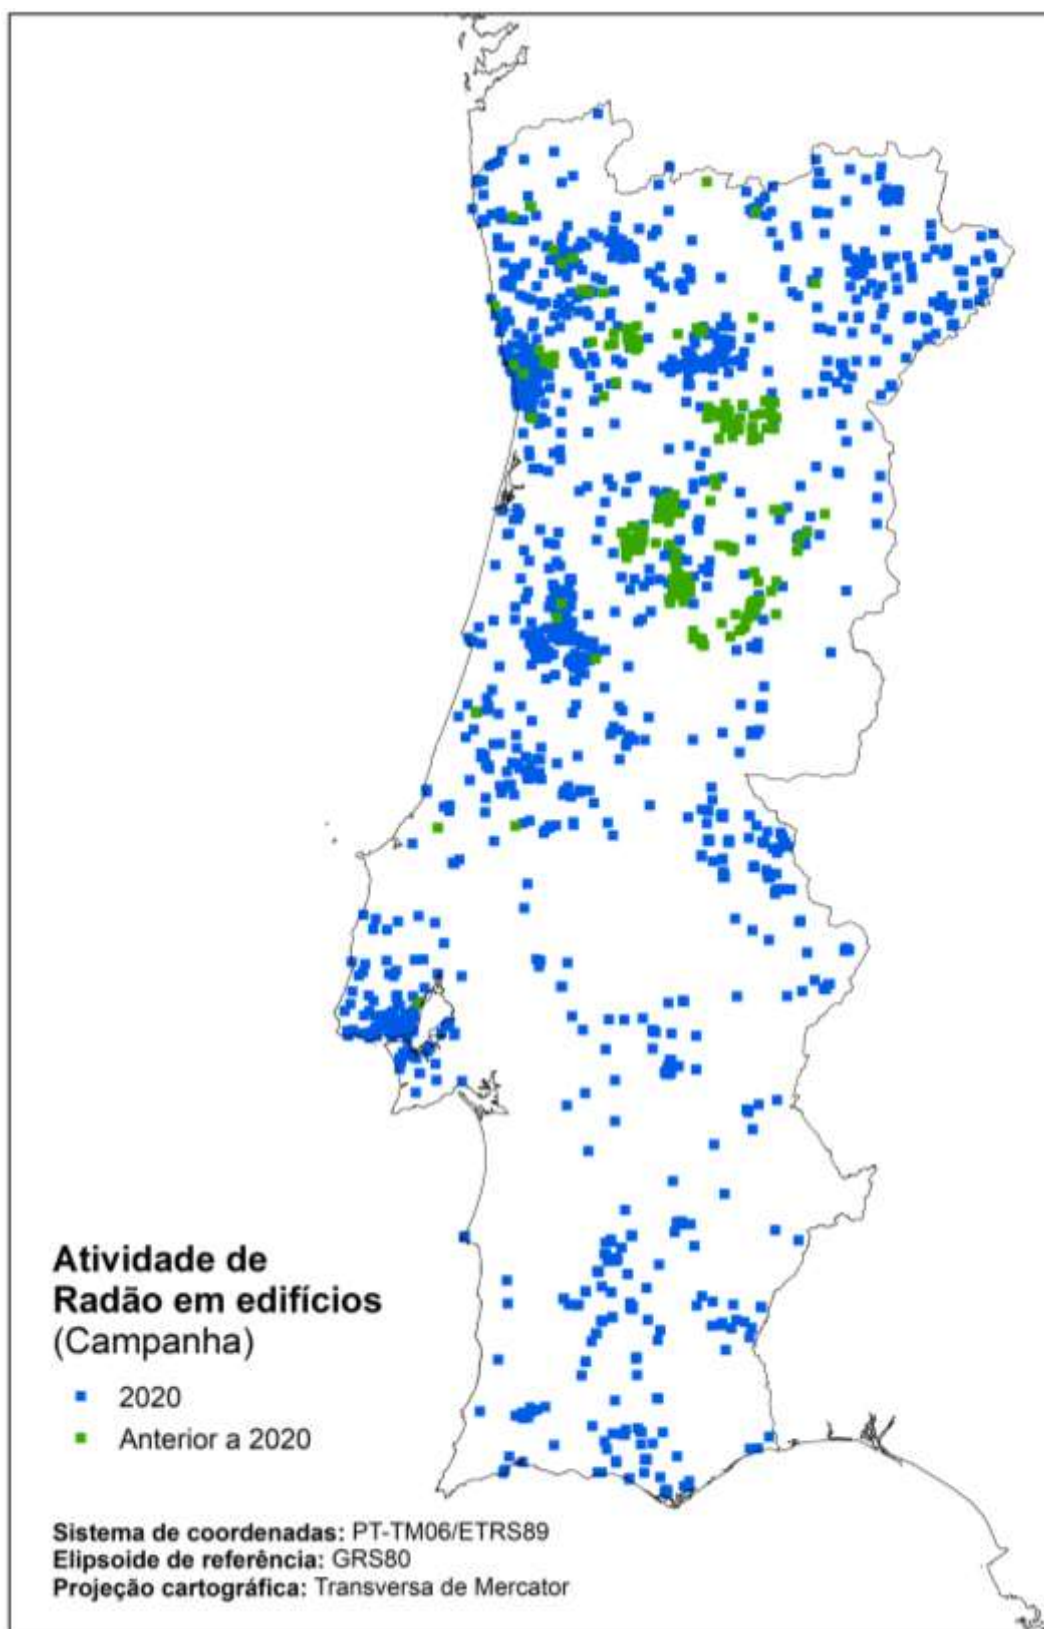 Atividade de
Radão em edifícios
(Campanha)
2020
Anterior a 2020
Sistema de coordenadas: PT-TM06/ETRS89
Elipsoide de referência: GRS80
Projeção cartográfica: Transversa de Mercator